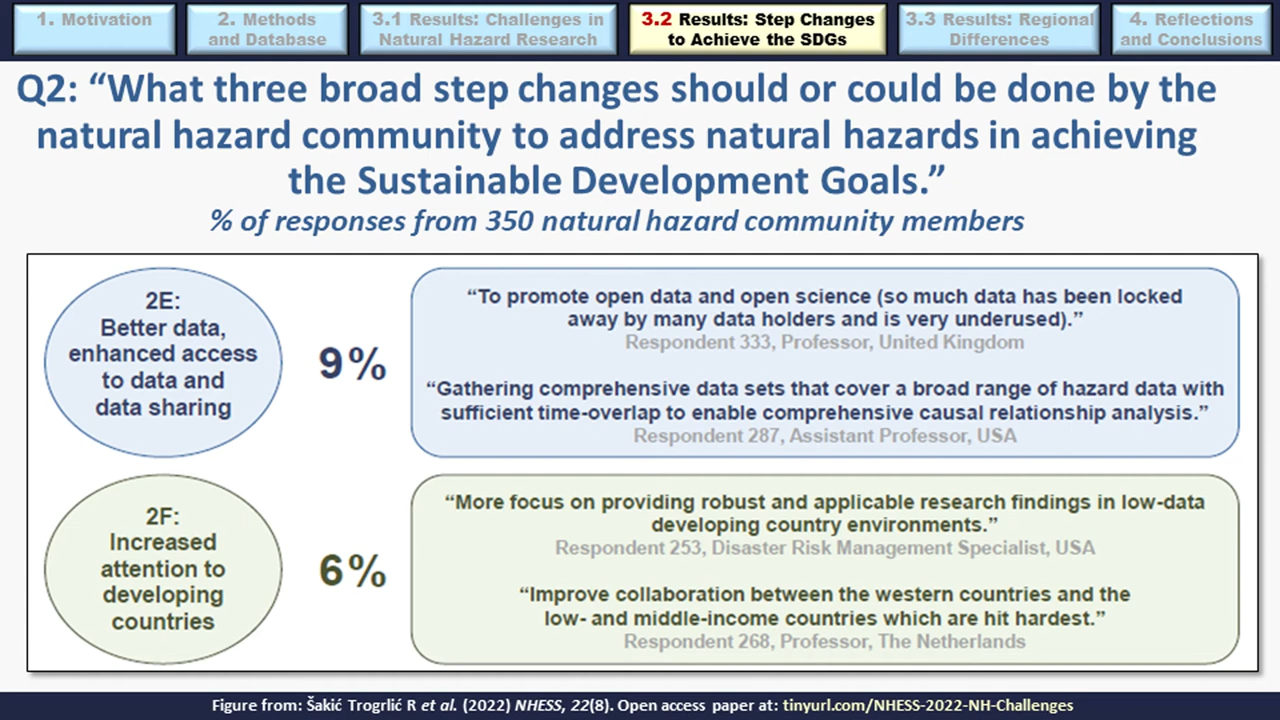 1. Motivation
2. Methods
and Database
3.1 Results: Challenges in
Natural Hazard Research
3.2 Results: Step Changes
to Achieve the SDGs
3.3 Results: Regional
Differences
4. Reflections
and Conclusions
Q2: “What three broad step changes should or could be done by the
natural hazard community to address natural hazards in achieving
the Sustainable Development Goals.”
% of responses from 350 natural hazard community members
2E:
Better data,
enhanced access
to data and
data sharing
9%
“To promote open data and open science (so much data has been locked
away by many data holders and is very underused).”
Respondent 333, Professor, United Kingdom
“Gathering comprehensive data sets that cover a broad range of hazard data with
sufficient time-overlap to enable comprehensive causal relationship analysis.”
Respondent 287, Assistant Professor, USA
2F:
Increased
attention to
developing
countries
6%
“More focus on providing robust and applicable research findings in low-data
developing country environments.”
Respondent 253, Disaster Risk Management Specialist, USA
“Improve collaboration between the western countries and the
low- and middle-income countries which are hit hardest.”
Respondent 268, Professor, The Netherlands
Figure from: Šakić Trogrlić R et al. (2022) NHESS, 22(8). Open access paper at: tinyurl.com/NHESS-2022-NH-Challenges